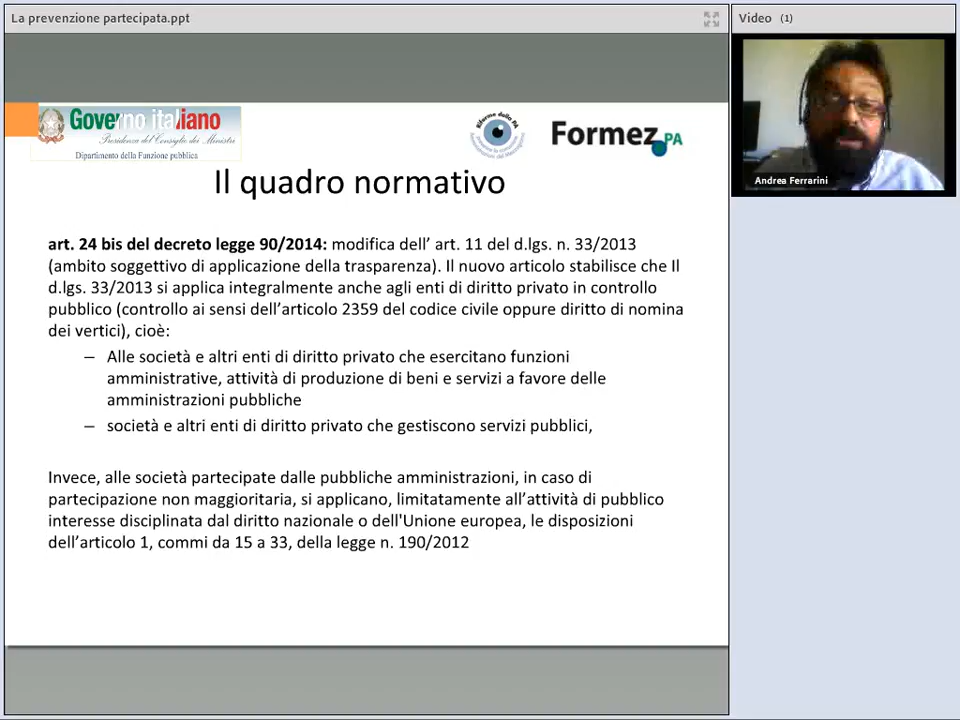 La prevenzione partecipata.ppt
Video (1)
Governo italiano
Presidenza del Consiglio dei Ministri
Dipartimento della Funzione pubblica
Riforme della PA
Formez PA
Andrea Ferrarini
Il quadro normativo
art. 24 bis del decreto legge 90/2014: modifica dell’ art. 11 del d.lgs. n. 33/2013
(ambito soggettivo di applicazione della trasparenza). Il nuovo articolo stabilisce che Il
d.lgs. 33/2013 si applica integralmente anche agli enti di diritto privato in controllo
pubblico (controllo ai sensi dell’articolo 2359 del codice civile oppure diritto di nomina
dei vertici), cioè:
– Alle società e altri enti di diritto privato che esercitano funzioni
amministrative, attività di produzione di beni e servizi a favore delle
amministrazioni pubbliche
– società e altri enti di diritto privato che gestiscono servizi pubblici,
Invece, alle società partecipate dalle pubbliche amministrazioni, in caso di
partecipazione non maggioritaria, si applicano, limitatamente all’attività di pubblico
interesse disciplinata dal diritto nazionale o dell'Unione europea, le disposizioni
dell’articolo 1, commi da 15 a 33, della legge n. 190/2012